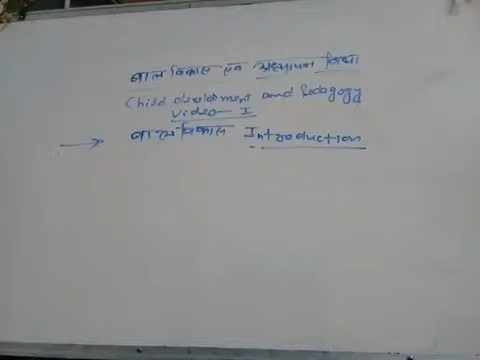 बाल विकास एवं अध्यापन शिक्षा
Child development and Pedagogy
Video - I
बाल विकास Introduction